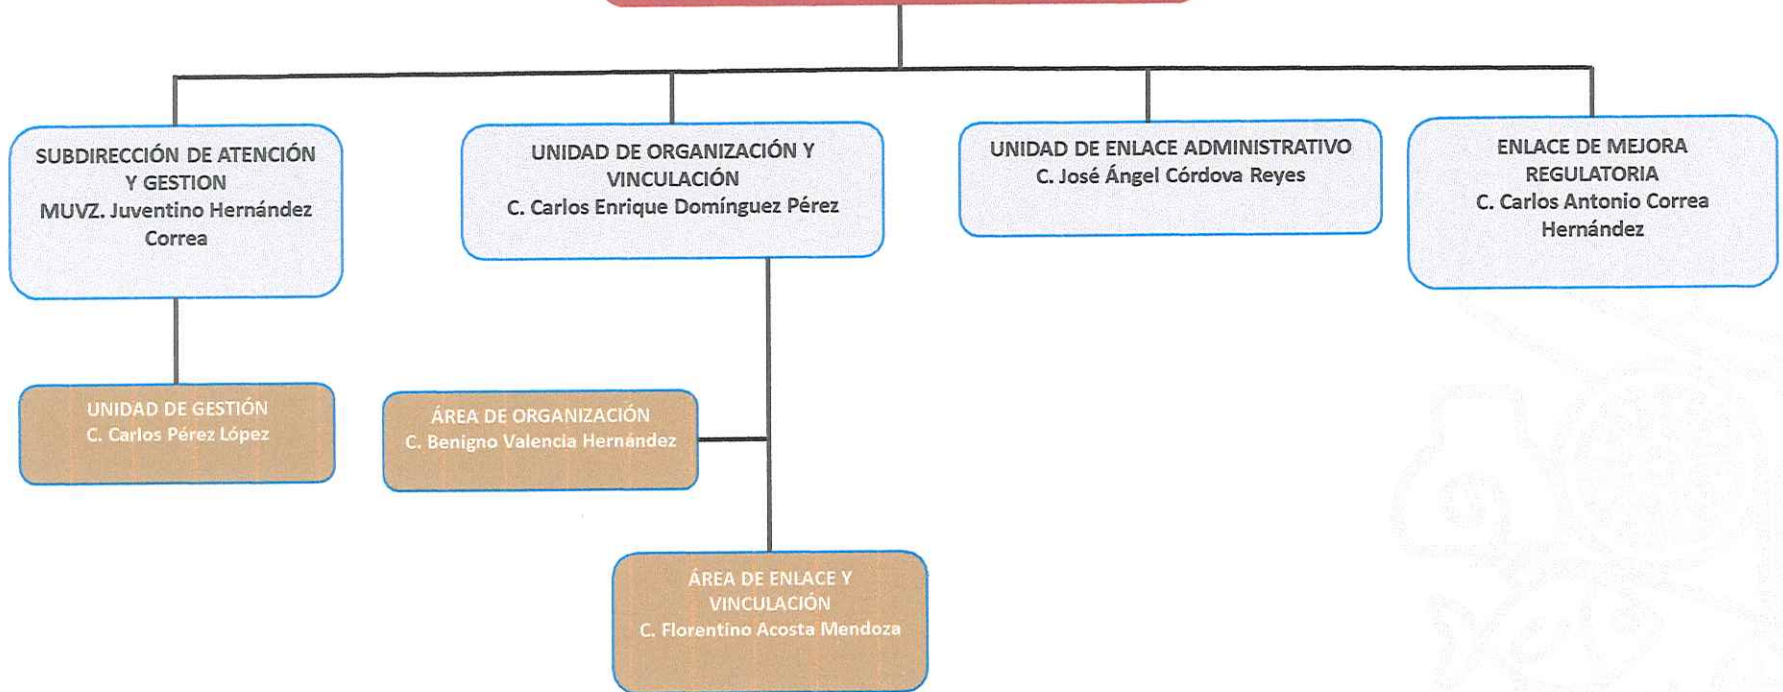 SUBDIRECCIÓN DE ATENCIÓN
Y GESTION
MUVZ. Juventino Hernández
Correa
UNIDAD DE ORGANIZACIÓN Y
VINCULACIÓN
C. Carlos Enrique Domínguez Pérez
UNIDAD DE ENLACE ADMINISTRATIVO
C. José Ángel Córdova Reyes
ENLACE DE MEJORA
REGULATORIA
C. Carlos Antonio Correa
Hernández
UNIDAD DE GESTIÓN
C. Carlos Pérez López
ÁREA DE ORGANIZACIÓN
C. Benigno Valencia Hernández
ÁREA DE ENLACE Y
VINCULACIÓN
C. Florentino Acosta Mendoza